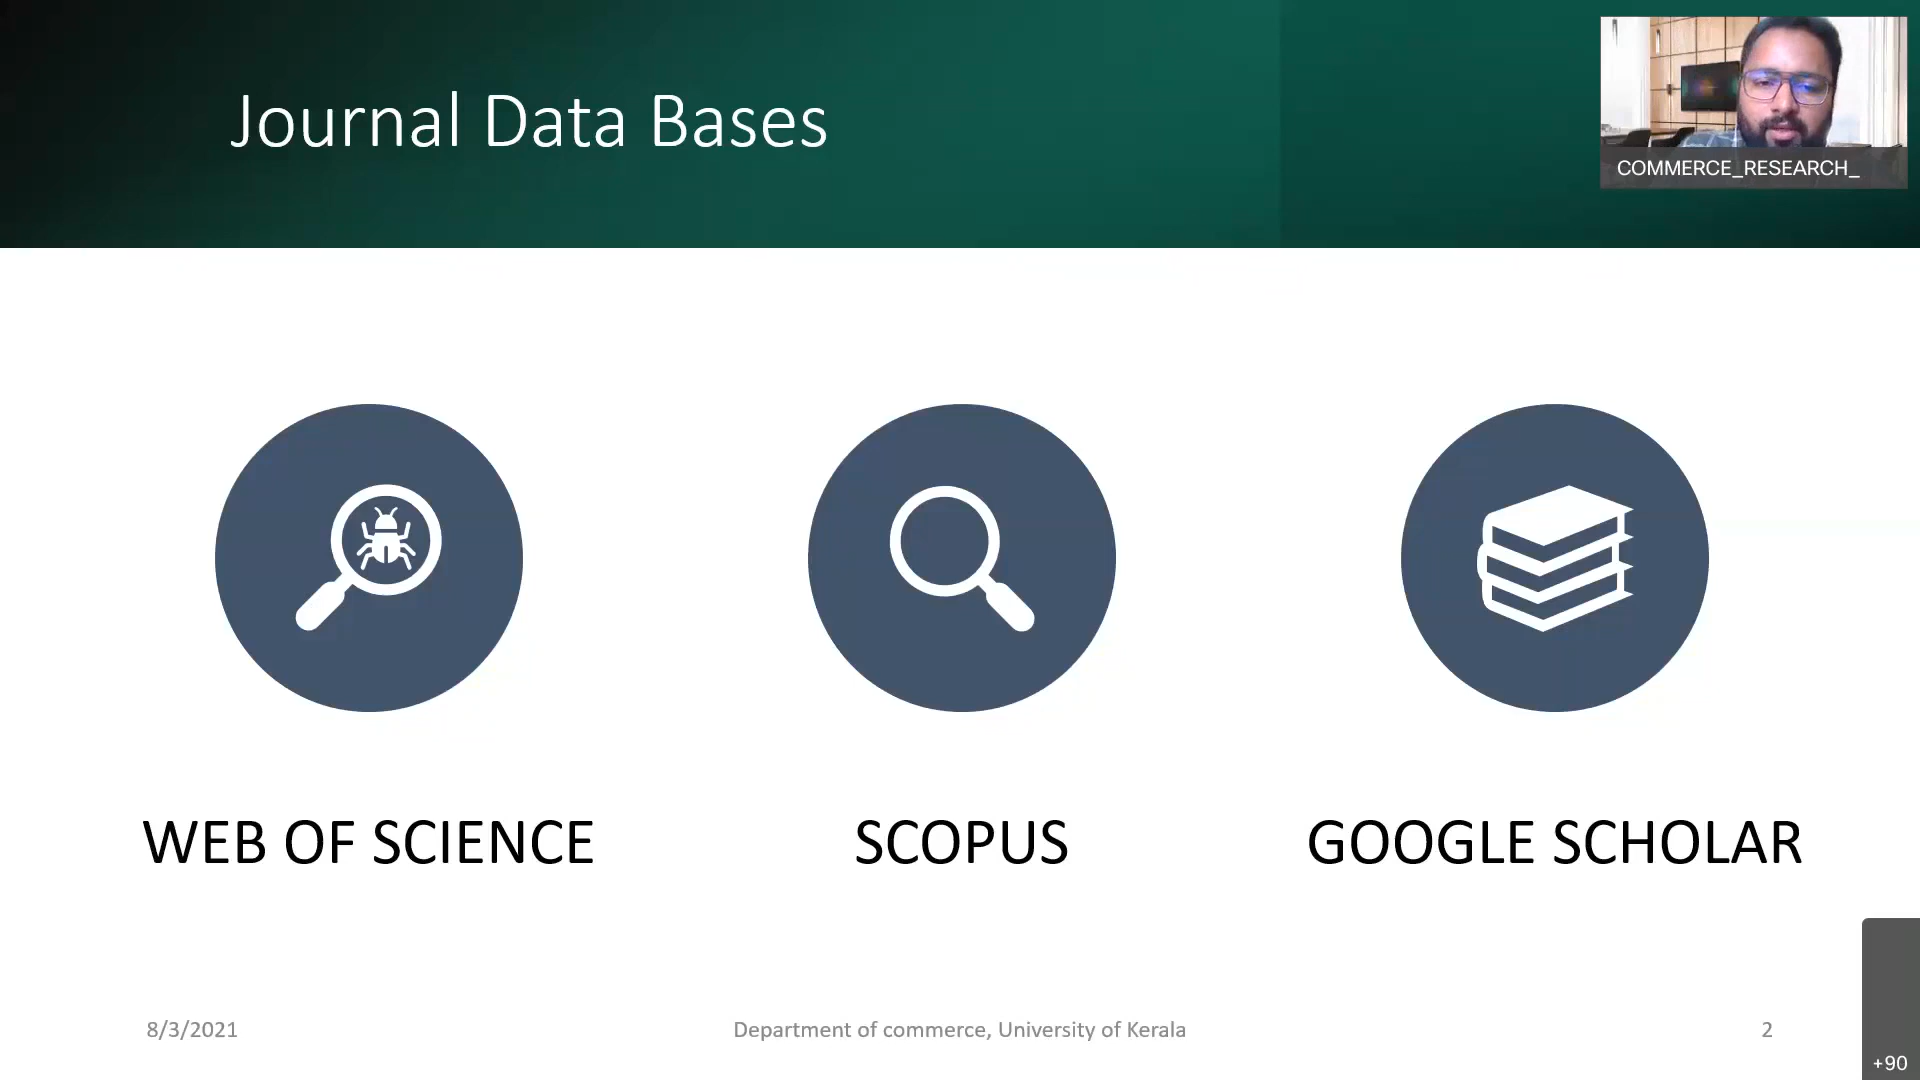 Journal Data Bases
COMMERCE_RESEARCH_
WEB OF SCIENCE
SCOPUS
GOOGLE SCHOLAR
8/3/2021
Department of commerce, University of Kerala
2
+90